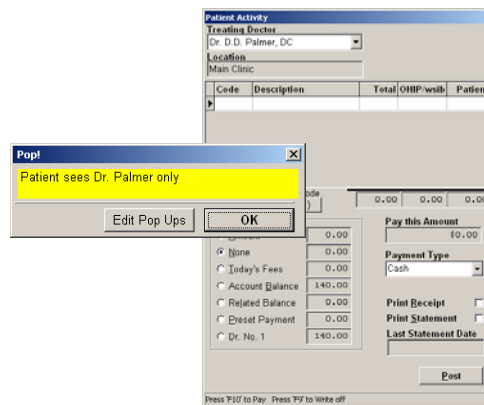 Patient Activity
Treating Doctor
Dr. D.D. Palmer, DC
Location
Main Clinic
Code Description Total OHIP/wsib Patien
Pop!
Patient sees Dr. Palmer only
Edit Pop Ups OK
0.00 0.00 0.0
Pay this Amount
0.00 $0.00
None 0.00
Payment Type
Today's Fees 0.00 Cash
Account Balance 140.00
Related Balance 0.00 Print Receipt
Preset Payment 0.00 Print Statement
Dr. No. 1 140.00 Last Statement Date
Post
Press 'F10' to Pay Press 'F9' to Write off